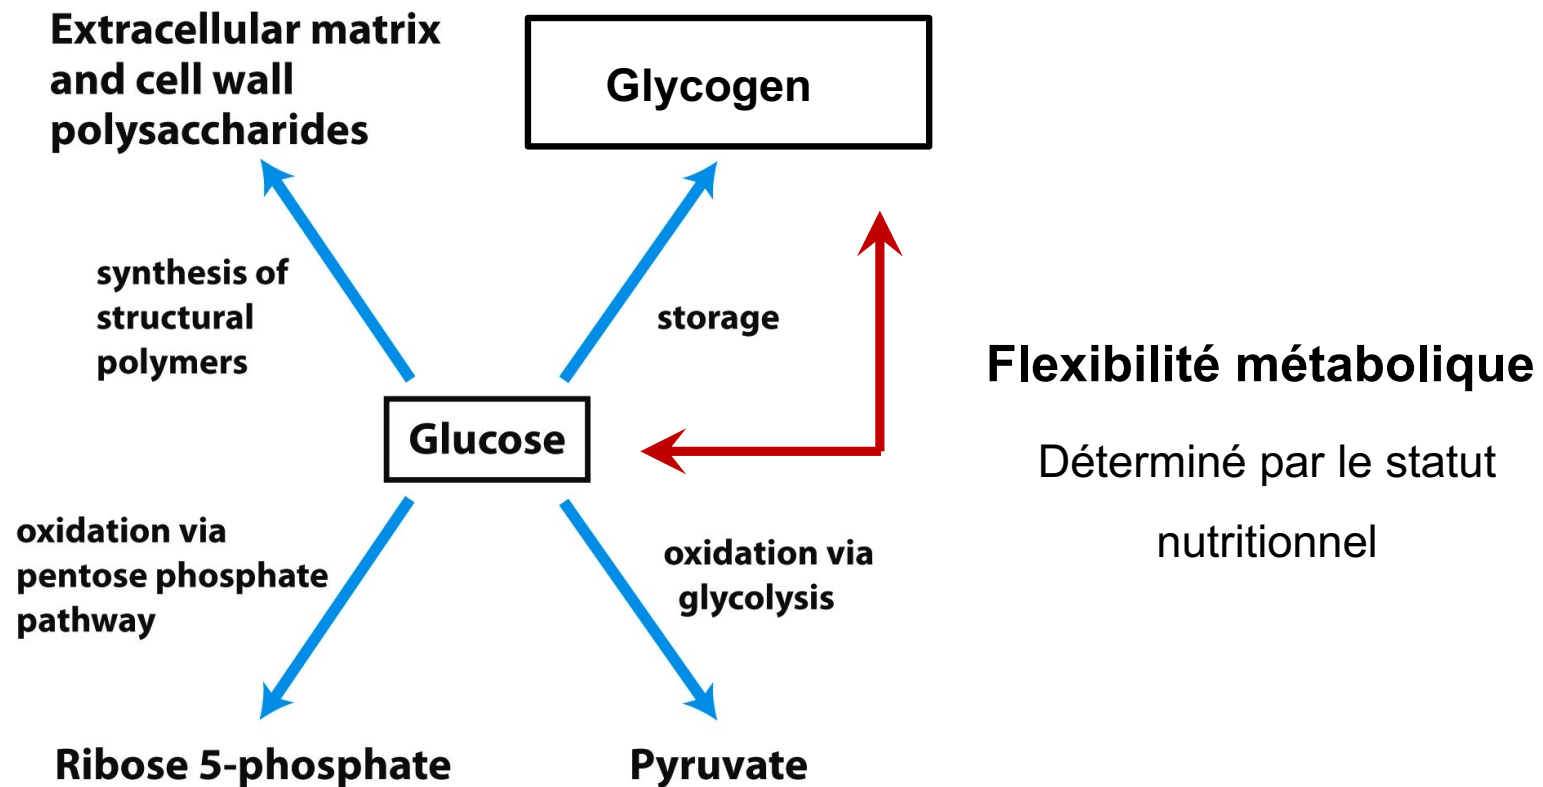 Extracellular matrix
and cell wall
polysaccharides
Glycogen
synthesis of
structural
polymers
storage
Glucose
Flexibilité métabolique
Déterminé par le statut
nutritionnel
oxidation via
pentose phosphate
pathway
oxidation via
glycolysis
Ribose 5-phosphate
Pyruvate